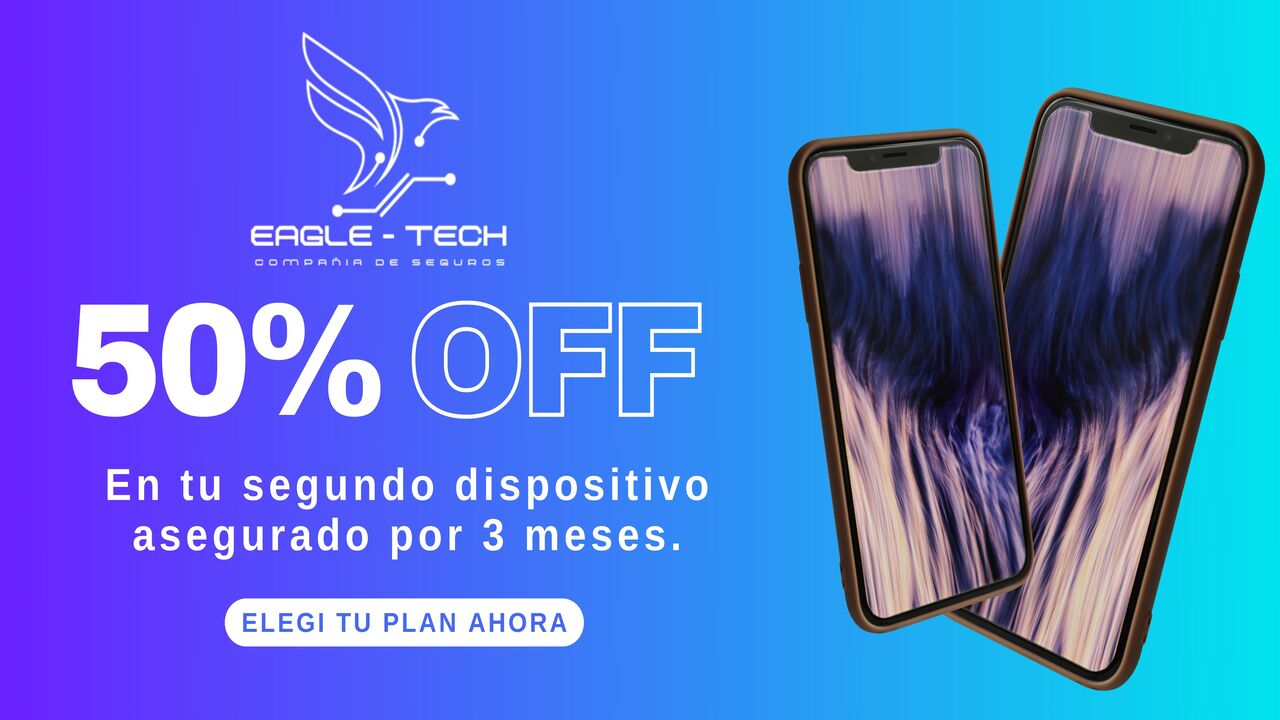 EAGLE - TECH
COMPAÑIA DE SEGUROS
50% OFF
En tu segundo dispositivo
asegurado por 3 meses.
ELEGI TU PLAN AHORA